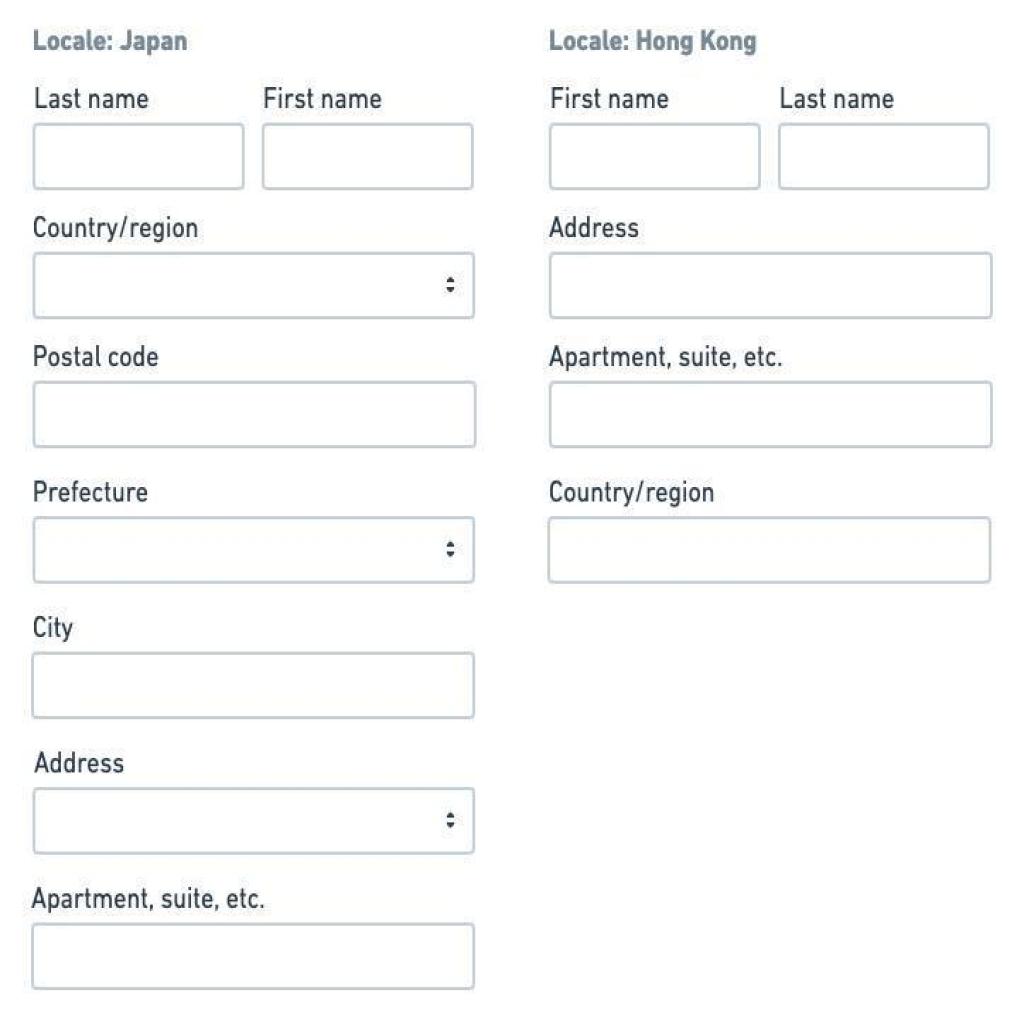 Locale: Japan
Last name First name
Country/region
Postal code
Prefecture
City
Address
Apartment, suite, etc.
Locale: Hong Kong
First name Last name
Address
Apartment, suite, etc.
Country/region